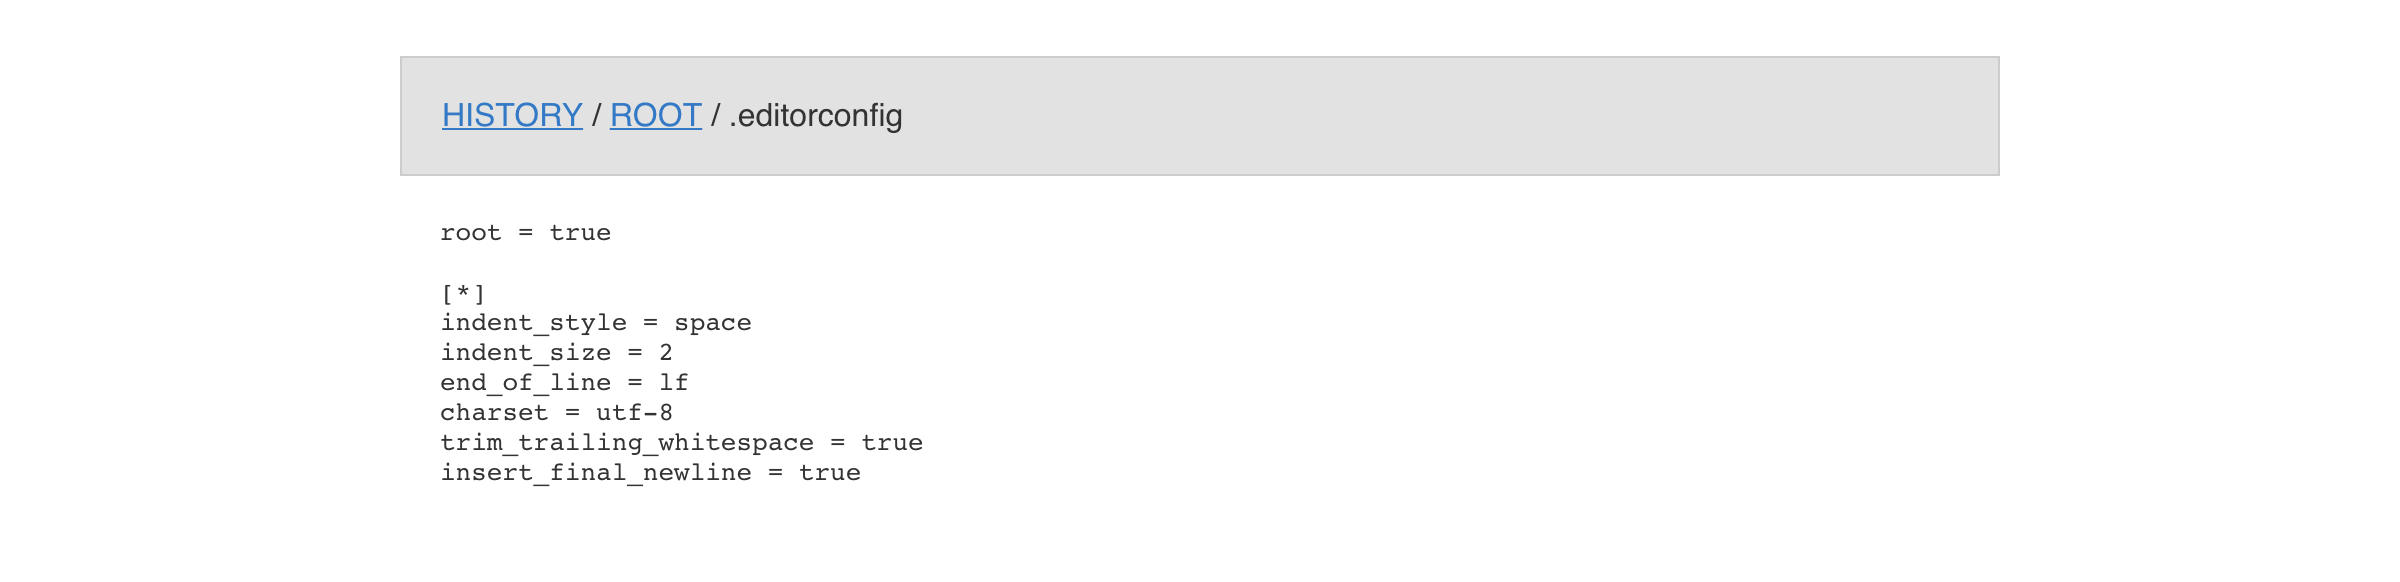 HISTORY / ROOT / .editorconfig
root = true
[*]
indent_style = space
indent_size = 2
end_of_line = lf
charset = utf-8
trim_trailing_whitespace = true
insert_final_newline = true